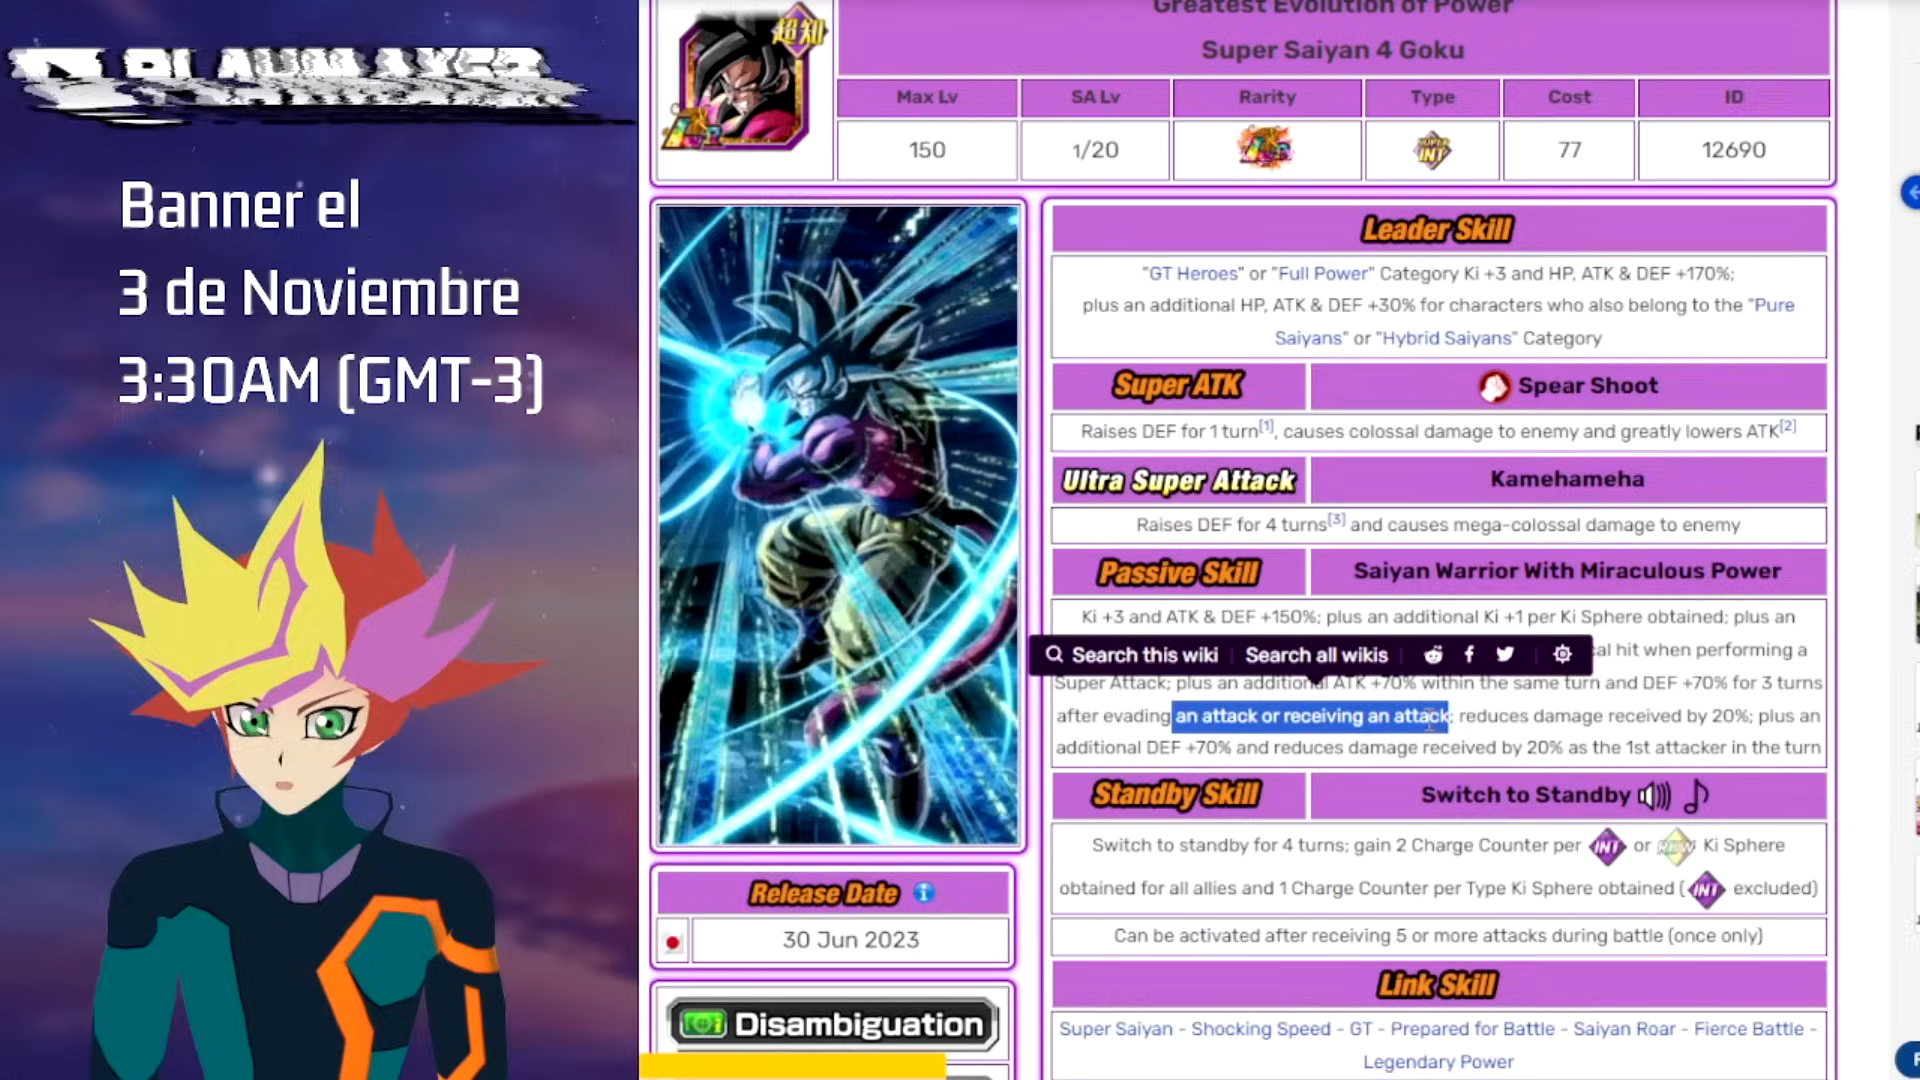 PLAYMAKER
Banner el
3 de Noviembre
3:30AM (GMT-3)
超知
Greatest Evolution of Power
Super Saiyan 4 Goku
Max Lv
SA Lv
Rarity
Type
Cost
ID
150
1/20
SUPER INT
77
12690
Leader Skill
"GT Heroes" or "Full Power" Category Ki +3 and HP, ATK & DEF +170%;
plus an additional HP, ATK & DEF +30% for characters who also belong to the "Pure
Saiyans" or "Hybrid Saiyans" Category
Super ATK
Spear Shoot
Raises DEF for 1 turn[1], causes colossal damage to enemy and greatly lowers ATK[2]
Ultra Super Attack
Kamehameha
Raises DEF for 4 turns[3] and causes mega-colossal damage to enemy
Passive Skill
Saiyan Warrior With Miraculous Power
Ki +3 and ATK & DEF +150%; plus an additional Ki +1 per Ki Sphere obtained; plus an
Search this wiki
Search all wikis
cal hit when performing a
Super Attack; plus an additional ATK +70% within the same turn and DEF +70% for 3 turns
after evading an attack or receiving an attack; reduces damage received by 20%; plus an
additional DEF +70% and reduces damage received by 20% as the 1st attacker in the turn
Standby Skill
Switch to Standby
Switch to standby for 4 turns; gain 2 Charge Counter per INT or RBW Ki Sphere
obtained for all allies and 1 Charge Counter per Type Ki Sphere obtained (INT excluded)
Can be activated after receiving 5 or more attacks during battle (once only)
Link Skill
Super Saiyan - Shocking Speed - GT - Prepared for Battle - Saiyan Roar - Fierce Battle -
Legendary Power
Release Date
30 Jun 2023
Disambiguation